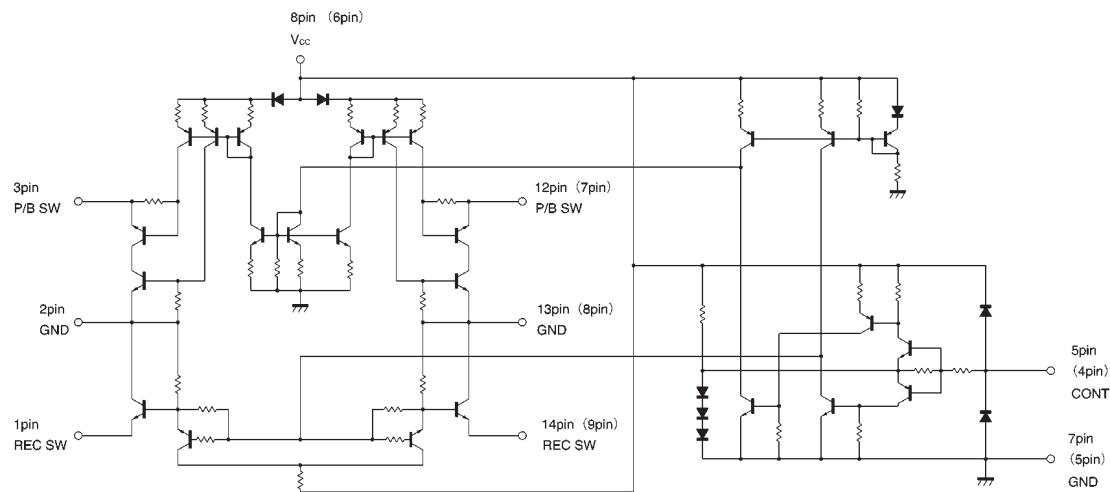 8pin (6pin)
Vcc
3pin
P/B SW
12pin (7pin)
P/B SW
2pin
GND
13pin (8pin)
GND
5pin
(4pin)
CONT
1pin
REC SW
14pin (9pin)
REC SW
7pin
(5pin)
GND